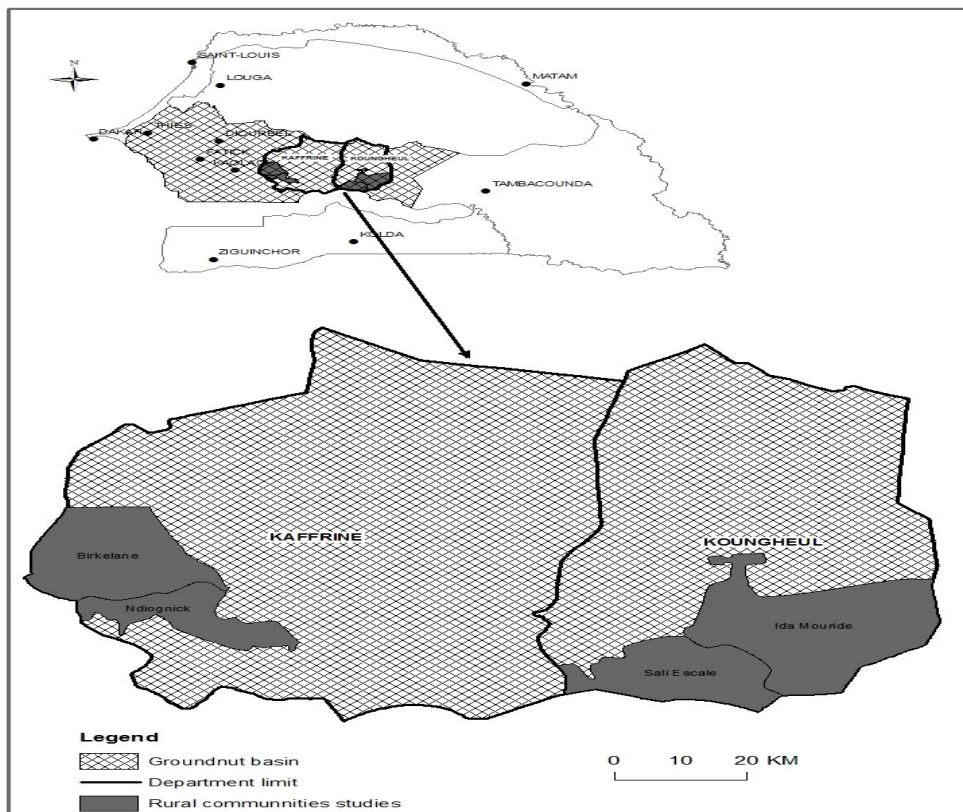 N
SAINT-LOUIS
LOUGA
MATAM
DAKAR
THIES
DIOURBEL
FATICK
KAOLA
KAFFRINE
KOUNGHEUL
TAMBACOUNDA
KOLDA
ZIGUINCHOR
KAFFRINE
KOUNGHEUL
Birkelane
Ndiognick
Ida Mouride
Sali Escale
Legend
Groundnut basin
Department limit
Rural communnities studies
0 10 20 KM